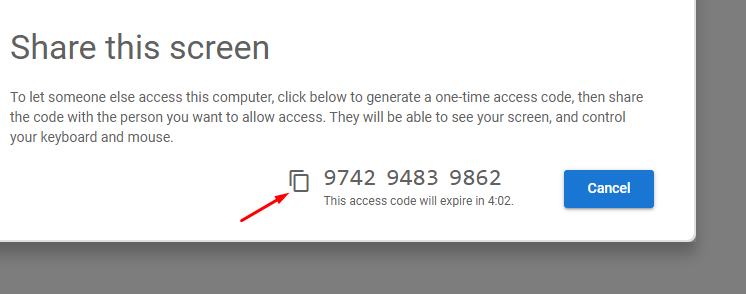 Share this screen
To let someone else access this computer, click below to generate a one-time access code, then share
the code with the person you want to allow access. They will be able to see your screen, and control
your keyboard and mouse.
9742 9483 9862
This access code will expire in 4:02.
Cancel